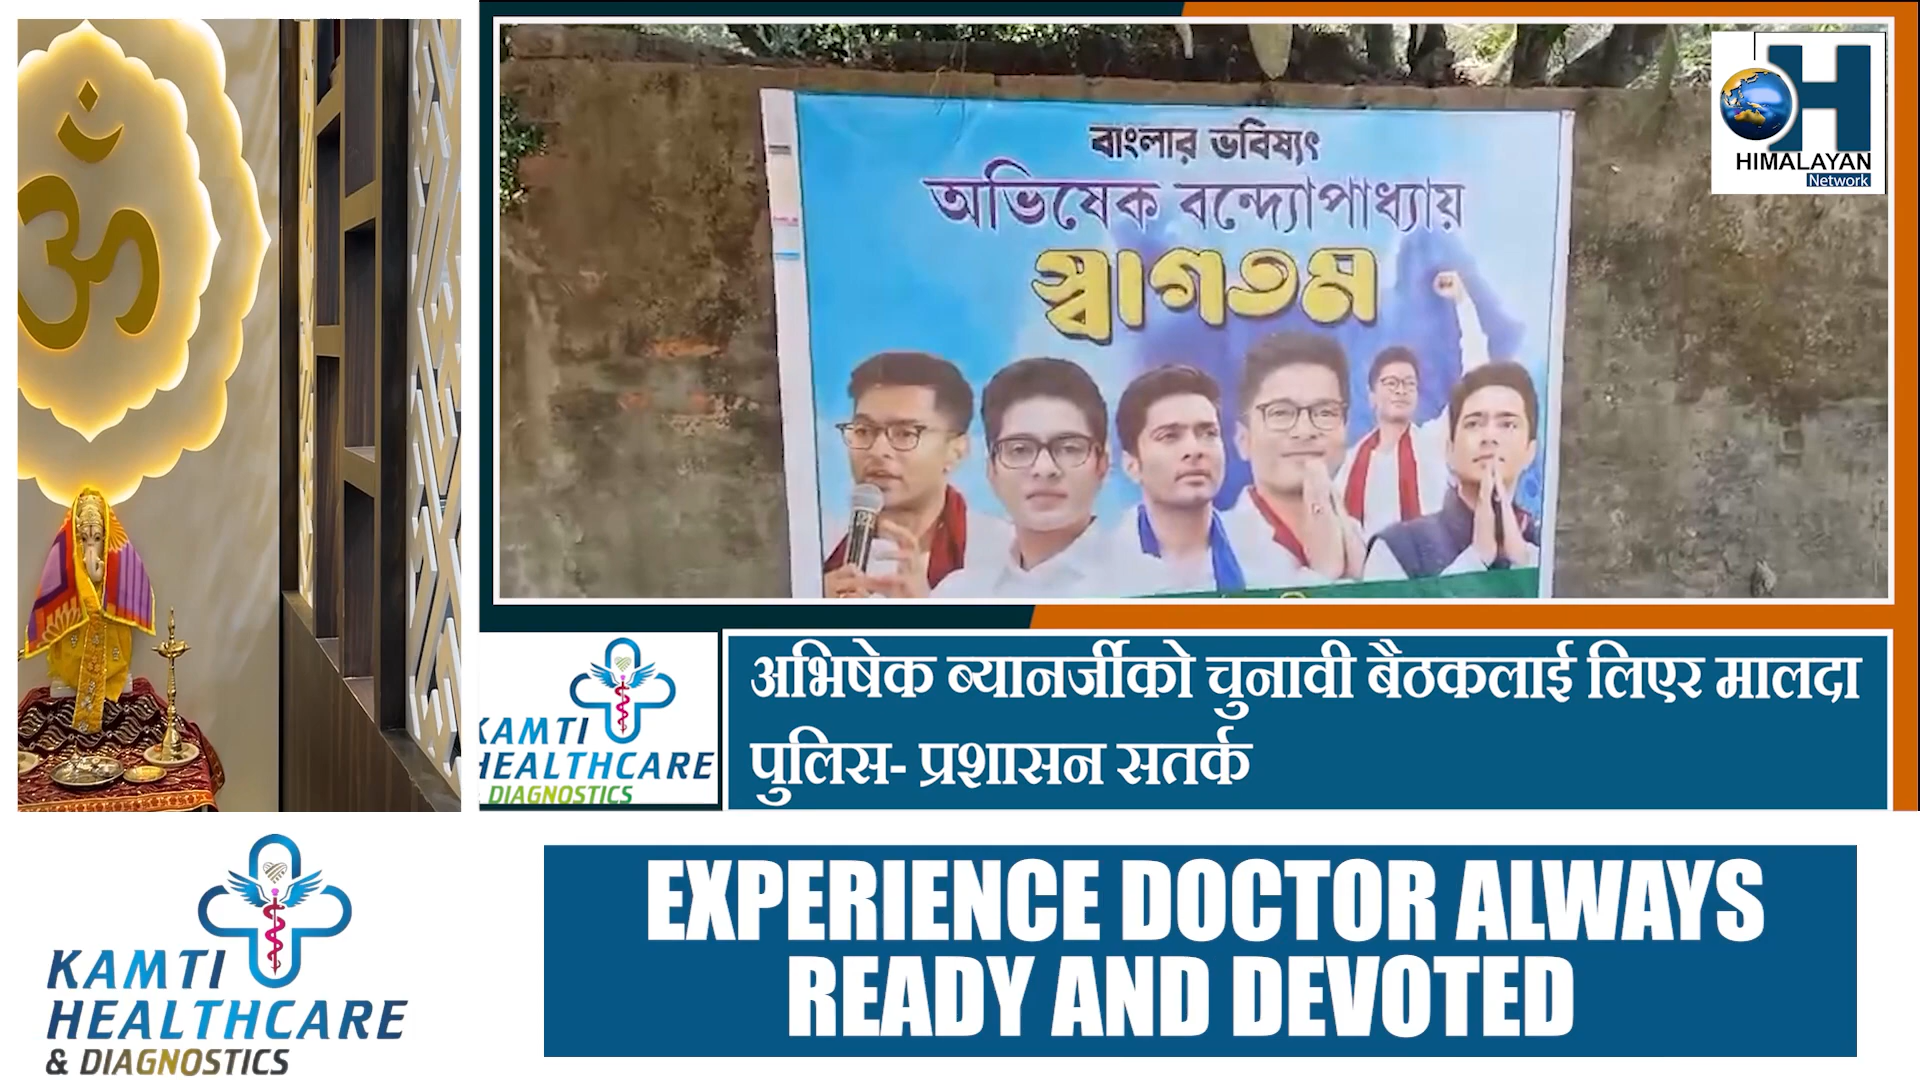 ॐ
বাংলার ভবিষ্যৎ
অভিষেক বন্দ্যোপাধ্যায়
স্বাগতম
HIMALAYAN
Network
KAMTI
HEALTHCARE
& DIAGNOSTICS
अभिषेक ब्यानर्जीको चुनावी बैठकलाई लिएर मालदा
पुलिस- प्रशासन सतर्क
KAMTI
HEALTHCARE
& DIAGNOSTICS
EXPERIENCE DOCTOR ALWAYS
READY AND DEVOTED